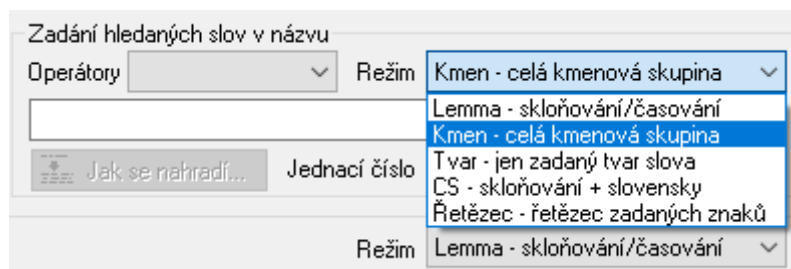 Zadání hledaných slov v názvu
Operátory Režim Kmen - celá kmenová skupina
Lemma - skloňování/časování
Kmen - celá kmenová skupina
Tvar - jen zadaný tvar slova
CS - skloňování + slovensky
Řetězec - řetězec zadaných znaků
Jak se nahradí... Jednací číslo
Režim Lemma - skloňování/časování